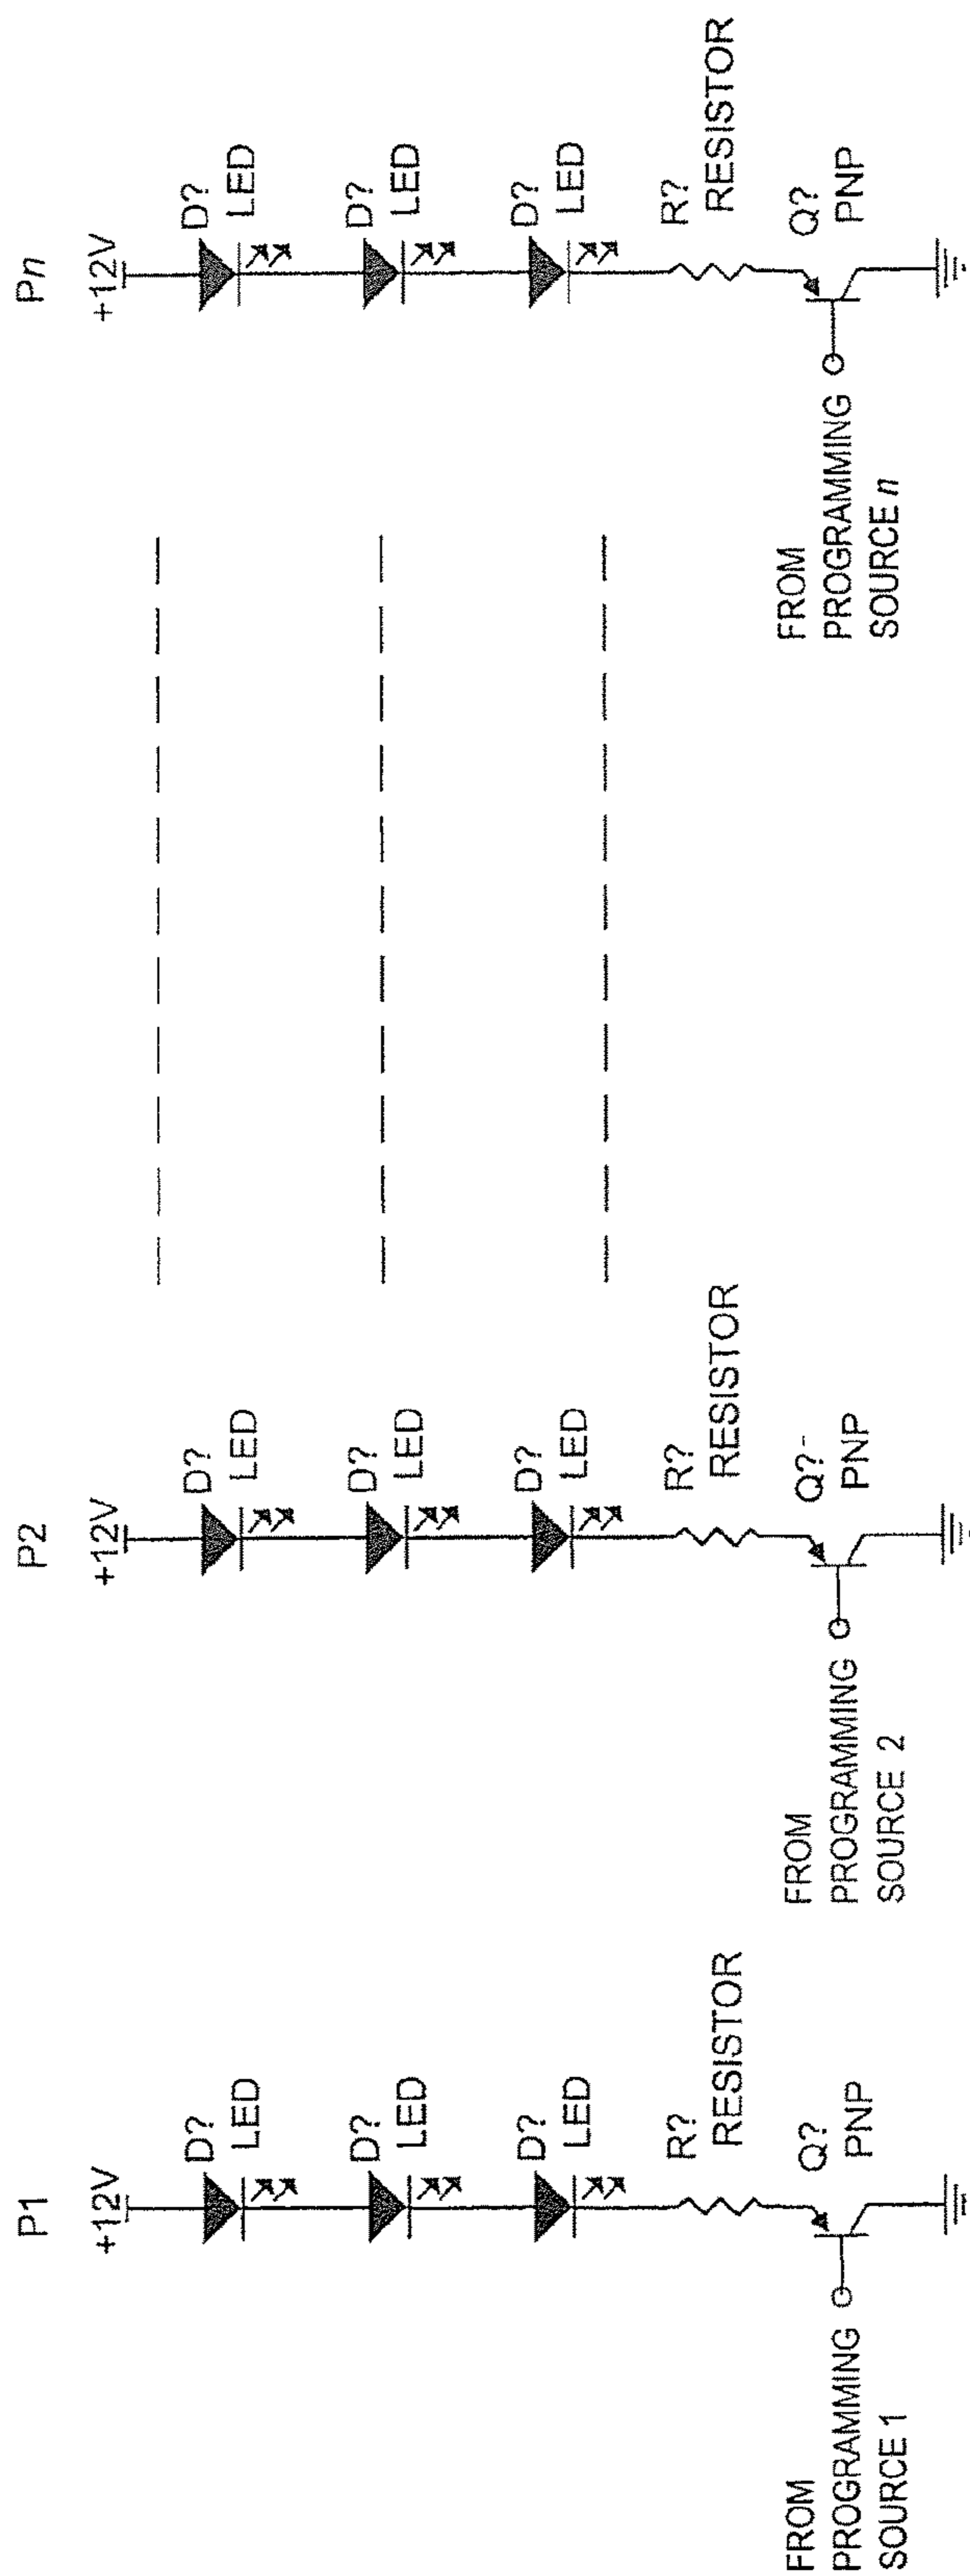 P1
+12V
D?
LED
D?
LED
D?
LED
R?
RESISTOR
Q?
PNP
FROM
PROGRAMMING
SOURCE 1
P2
+12V
D?
LED
D?
LED
D?
LED
R?
RESISTOR
Q?
PNP
FROM
PROGRAMMING
SOURCE 2
Pn
+12V
D?
LED
D?
LED
D?
LED
R?
RESISTOR
Q?
PNP
FROM
PROGRAMMING
SOURCE n